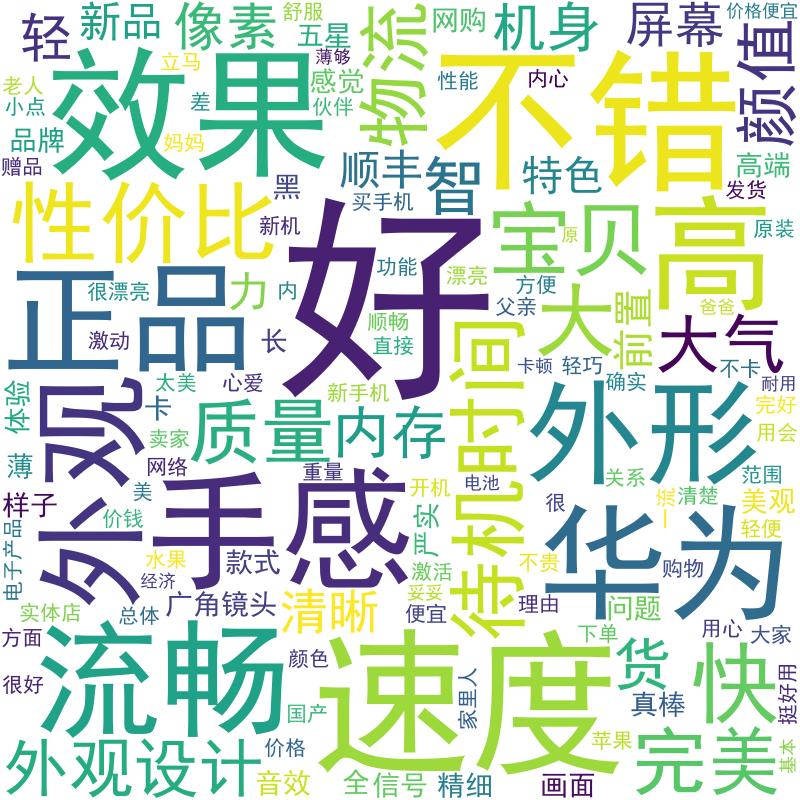 轻
新品
像素
舒服
五星
物流
网购
机身
屏幕
价格便宜
颜值
效果
立马
薄够
感觉
伙伴
差
老人
小点
品牌
妈妈
赠品
性能
内心
不错
顺丰
智
特色
高端
发货
原装
性价比
黑
新机
买手机
宝贝
原
高
正品
好
功能
漂亮
方便
父亲
很漂亮
力
内
激动
长
顺畅
直接
大
前置
爸爸
大气
待机时间
卡顿
轻巧
不卡
确实
耐用
体验
外观
太美
心爱
新手机
卡
卖家
质量
内存
外形
完好
用会
薄
网络
重量
样子
美
价钱
手感
开机
电池
关系
一流
清楚
范围
美观
很
轻便
电子产品
水果
款式
经济
严实
激活
不贵
华为
购物
实体店
总体
广角镜头
清晰
妥妥
便宜
理由
问题
方面
流畅
颜色
速度
下单
用心
大家
很好
国产
家里人
货
真棒
快
挺好用
外观设计
价格
音效
全信号
精细
画面
苹果
完美
基本